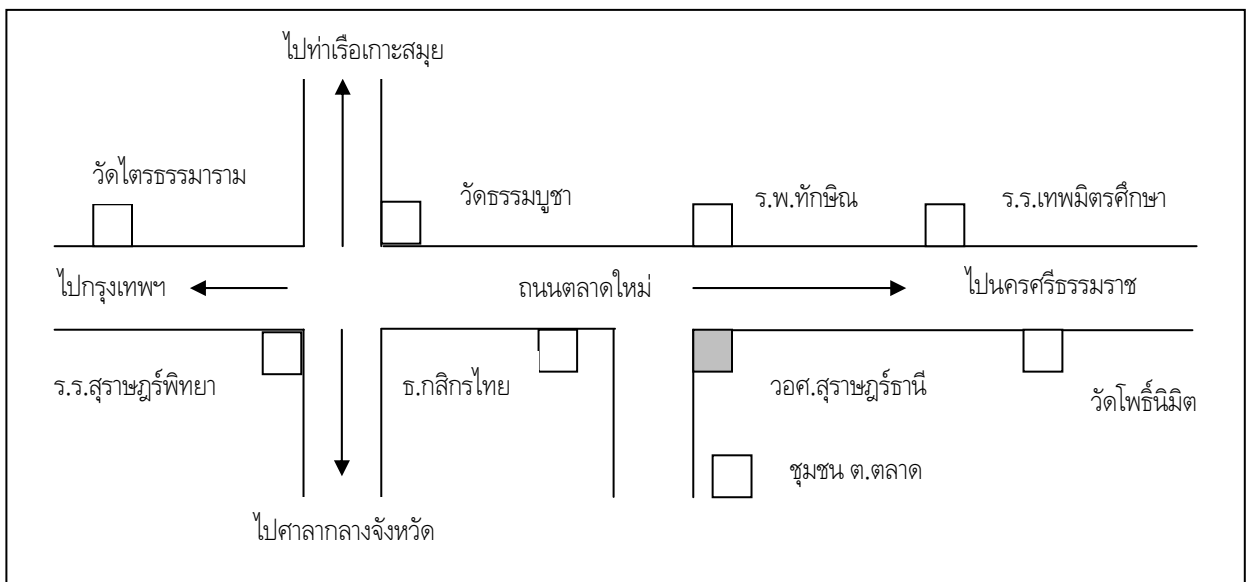 ไปท่าเรือเกาะสมุย
วัดไตรธรรมาราม
วัดธรรมบูชา
ร.พ.ทักษิณ
ร.ร.เทพมิตรศึกษา
ไปกรุงเทพฯ
ถนนตลาดใหม่
ไปนครศรีธรรมราช
ร.ร.สุราษฎร์พิทยา
ธ.กสิกรไทย
วอศ.สุราษฎร์ธานี
วัดโพธิ์นิมิต
ชุมชน ต.ตลาด
ไปศาลากลางจังหวัด